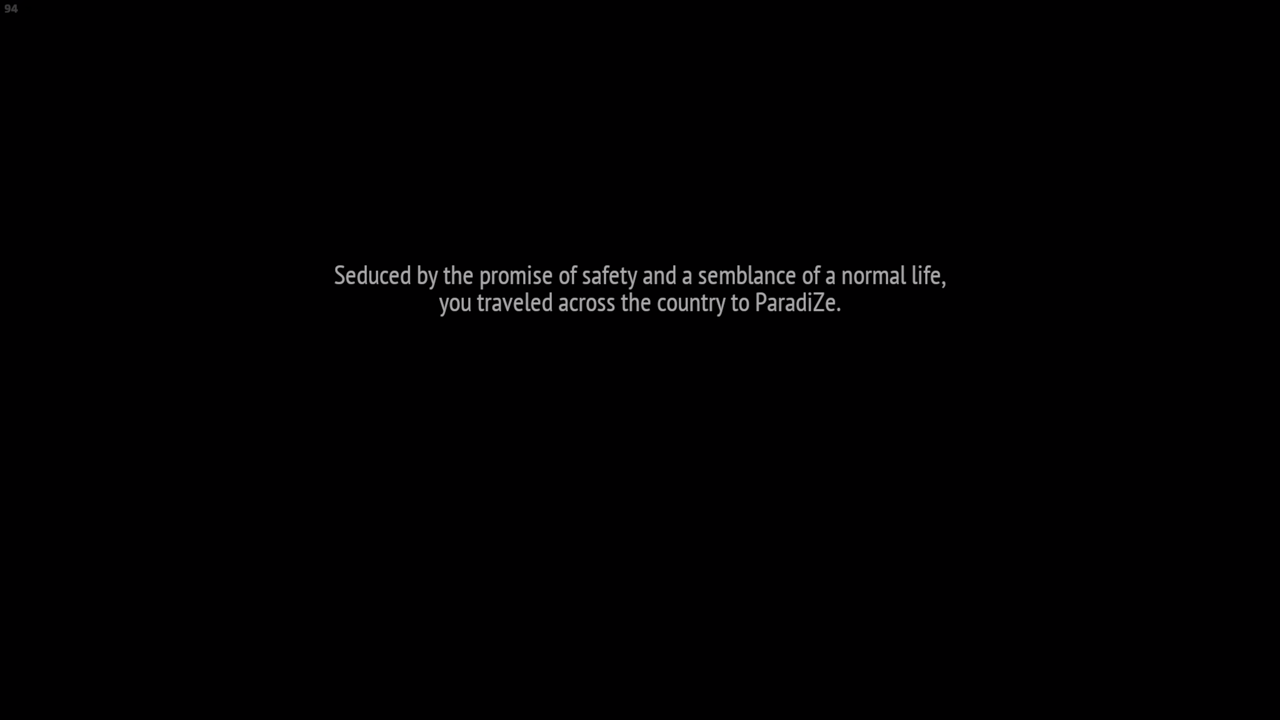 94
Seduced by the promise of safety and a semblance of a normal life,
you traveled across the country to ParadiZe.